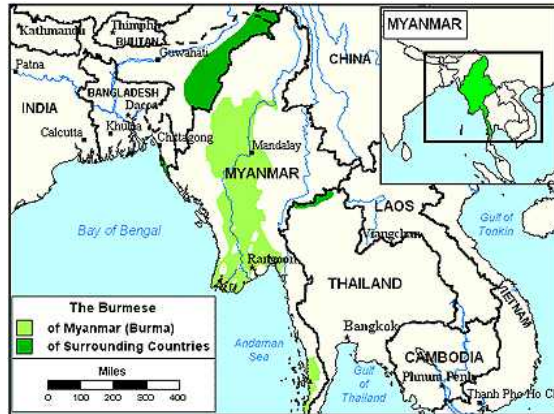 MYANMAR
Kathmandu
Thimphu
BHUTAN
Guwahati
Patna
CHINA
BANGLADESH
Dacca
INDIA
Khulna
Calcutta
Chittagong
Mandalay
MYANMAR
LAOS
Gulf of
Tonkin
Bay of Bengal
Viangchan
Rangoon
THAILAND
VIETNAM
The Burmese
of Myanmar (Burma)
of Surrounding Countries
Andaman
Sea
Bangkok
CAMBODIA
Phnum Penh
Gulf
of
Thailand
Thanh Pho Ho C
Miles
0 100 200 300 400